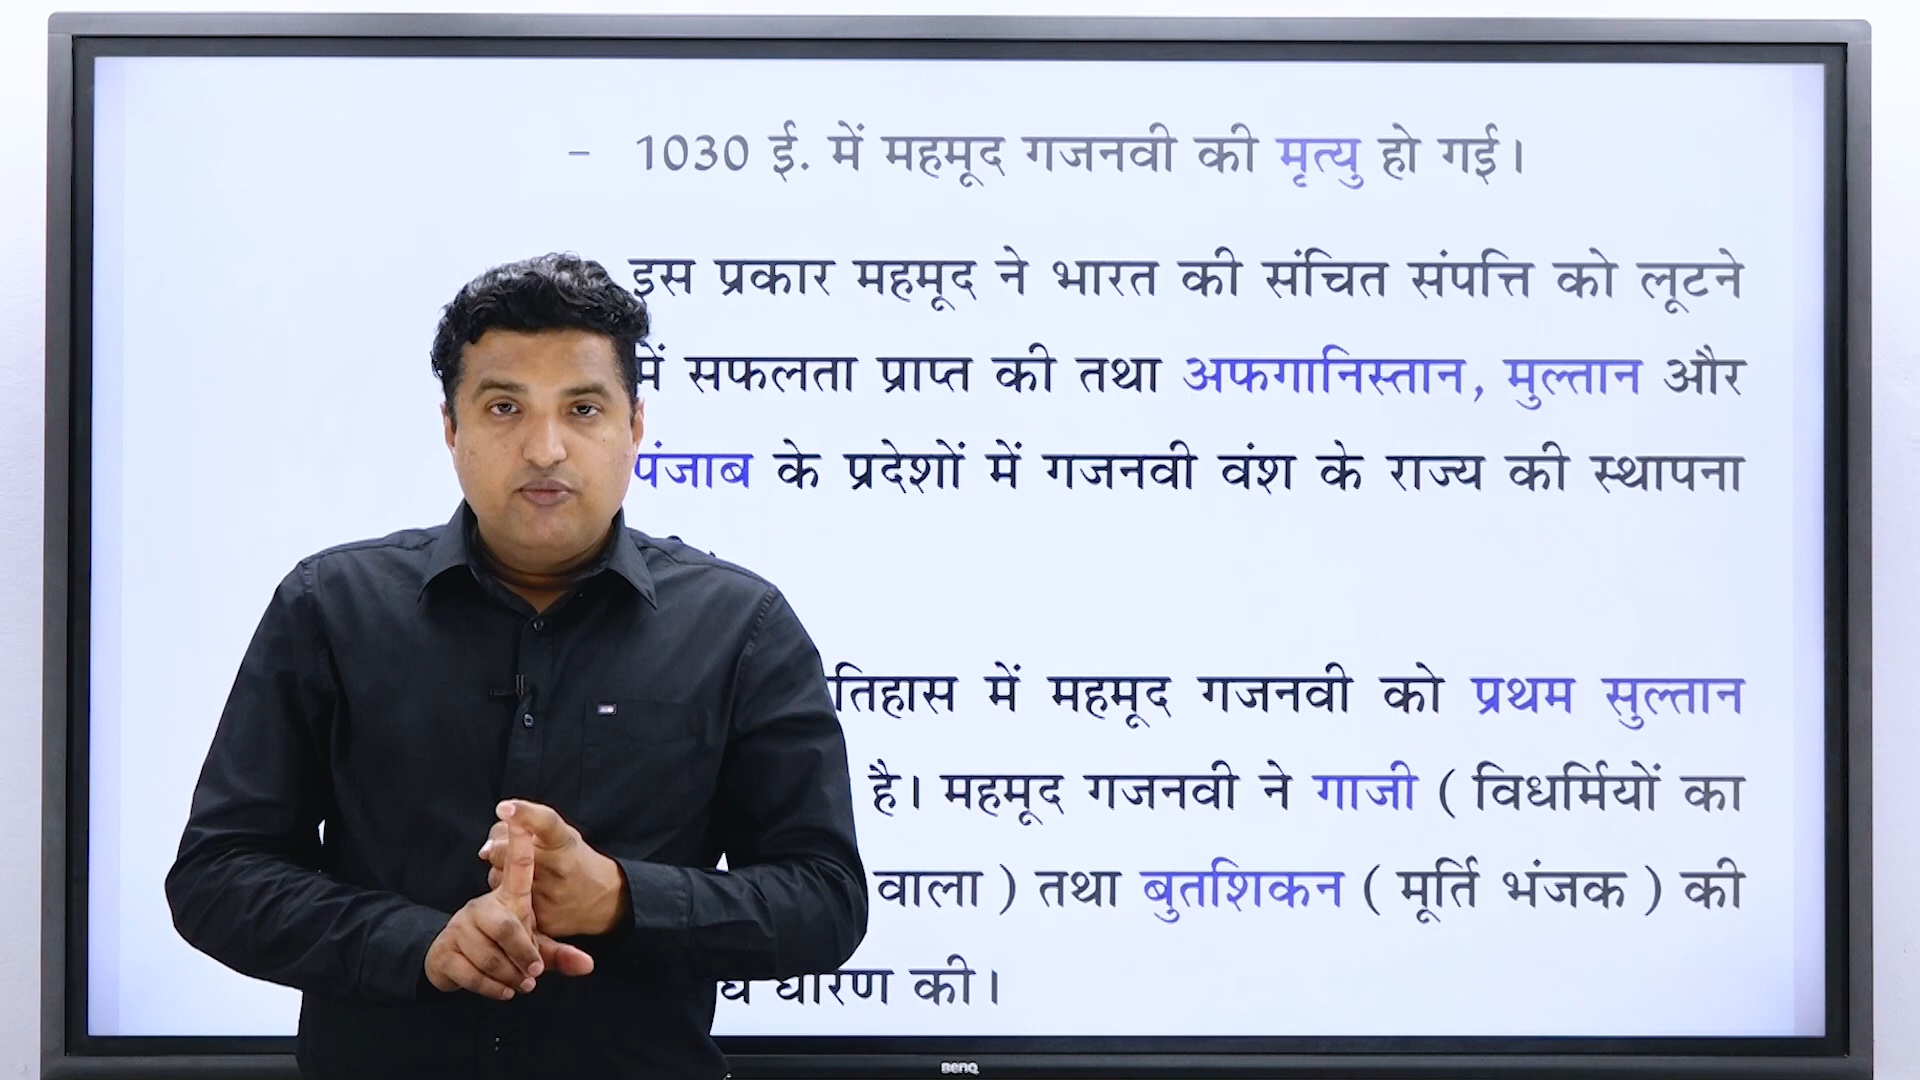 – 1030 ई. में महमूद गजनवी की मृत्यु हो गई।
इस प्रकार महमूद ने भारत की संचित संपत्ति को लूटने
में सफलता प्राप्त की तथा अफगानिस्तान, मुल्तान और
पंजाब के प्रदेशों में गजनवी वंश के राज्य की स्थापना
में महमूद गजनवी को प्रथम सुल्तान
है। महमूद गजनवी ने गाजी ( विधर्मियों का
वाला ) तथा बुतशिकन ( मूर्ति भंजक ) की
धारण की।
BenQ